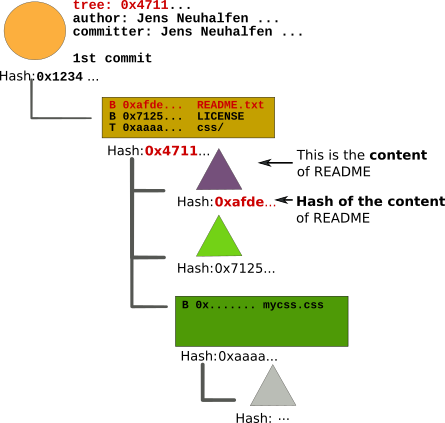 tree: 0x4711...
author: Jens Neuhalfen ...
committer: Jens Neuhalfen ...
1st commit
Hash:0x1234 ...
B 0xafde... README.txt
B 0x7125... LICENSE
T 0xaaaa... css/
Hash:0x4711...
This is the content
of README
Hash:0xafde...
Hash of the content
of README
Hash:0x7125...
B 0x....... mycss.css
Hash:0xaaaa...
Hash: ...